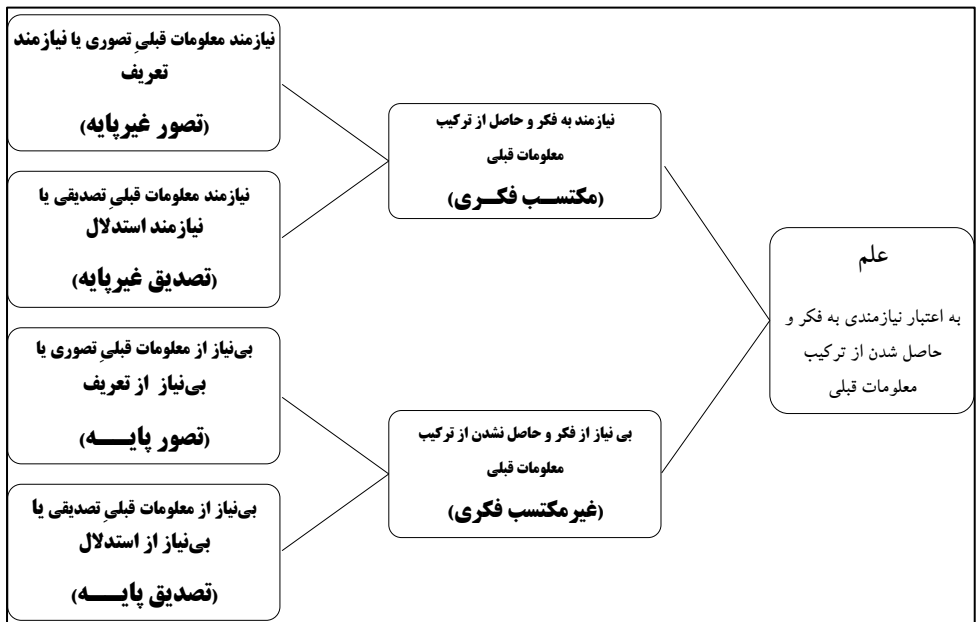 علم
به اعتبار نیازمندی به فکر و
حاصل شدن از ترکیب
معلومات قبلی
نیازمند به فکر و حاصل از ترکیب
معلومات قبلی
(مکتســب فکــری)
نیازمند معلومات قبلیِ تصوری یا نیازمند
تعریف
(تصور غیرپایه)
نیازمند معلومات قبلیِ تصدیقی یا
نیازمند استدلال
(تصدیق غیرپایه)
بی نیاز از فکر و حاصل نشدن از ترکیب
معلومات قبلی
(غیرمکتسب فکری)
بی‌نیاز از معلومات قبلیِ تصوری یا
بی‌نیاز از تعریف
(تصور پایـــــه)
بی‌نیاز از معلومات قبلیِ تصدیقی یا
بی‌نیاز از استدلال
(تصدیق پایـــــه)